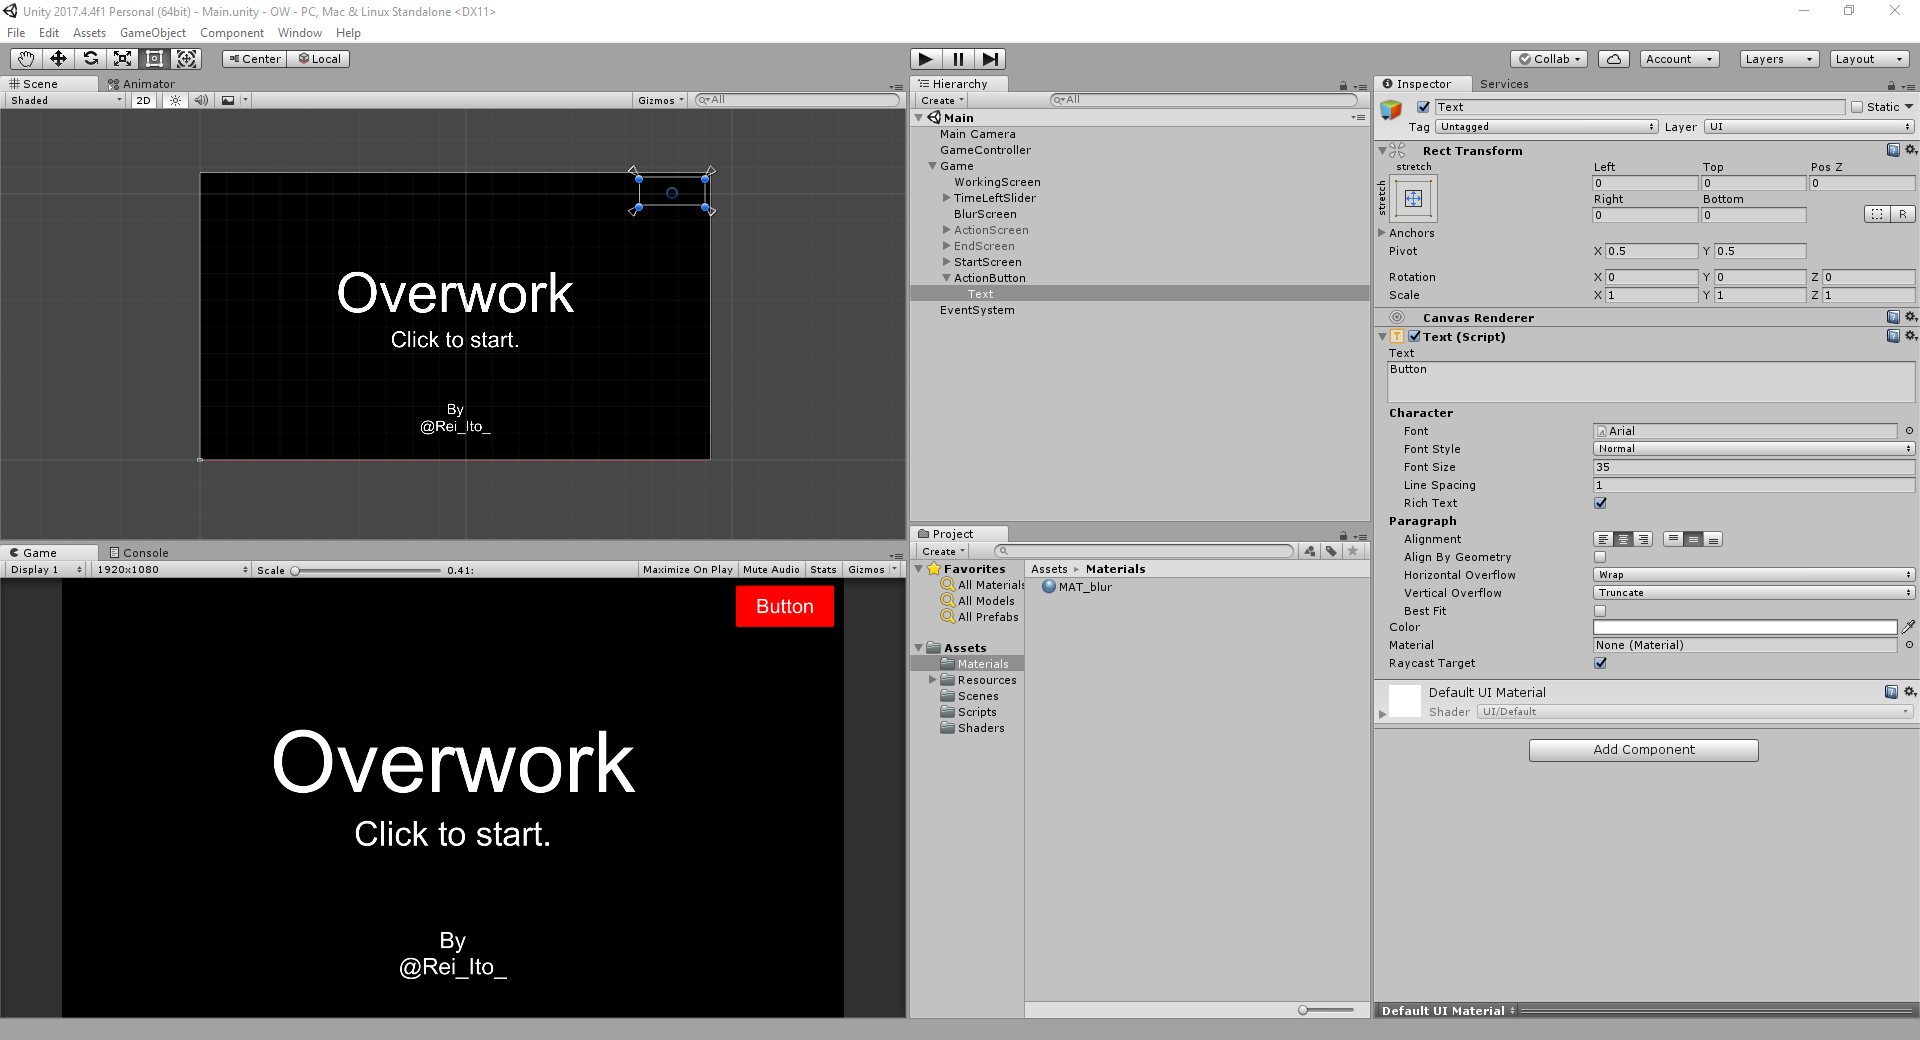 Unity 2017.4.4f1 Personal (64bit) - Main.unity - OW - PC, Mac & Linux Standalone <DX11>
File Edit Assets GameObject Component Window Help
Center Local
Collab Account Layers Layout
Scene Animator
Shaded 2D Gizmos All
Overwork
Click to start.
By
@Rei_Ito_
Game Console
Display 1 1920x1080 Scale 0.41: Maximize On Play Mute Audio Stats Gizmos
Button
Overwork
Click to start.
By
@Rei_Ito_
Hierarchy
Create All
Main
Main Camera
GameController
Game
WorkingScreen
TimeLeftSlider
BlurScreen
ActionScreen
EndScreen
StartScreen
ActionButton
Text
EventSystem
Project
Create
Favorites
All Materials
All Models
All Prefabs
Assets
Materials
Resources
Scenes
Scripts
Shaders
Assets Materials
MAT_blur
Inspector Services
Text Static
Tag Untagged Layer UI
Rect Transform
stretch Left Top Pos Z
stretch 0 0 0
Right Bottom
0 0 R
Anchors
Pivot X 0.5 Y 0.5
Rotation X 0 Y 0 Z 0
Scale X 1 Y 1 Z 1
Canvas Renderer
Text (Script)
Text
Button
Character
Font Arial
Font Style Normal
Font Size 35
Line Spacing 1
Rich Text
Paragraph
Alignment
Align By Geometry
Horizontal Overflow Wrap
Vertical Overflow Truncate
Best Fit
Color
Material None (Material)
Raycast Target
Default UI Material
Shader UI/Default
Add Component
Default UI Material